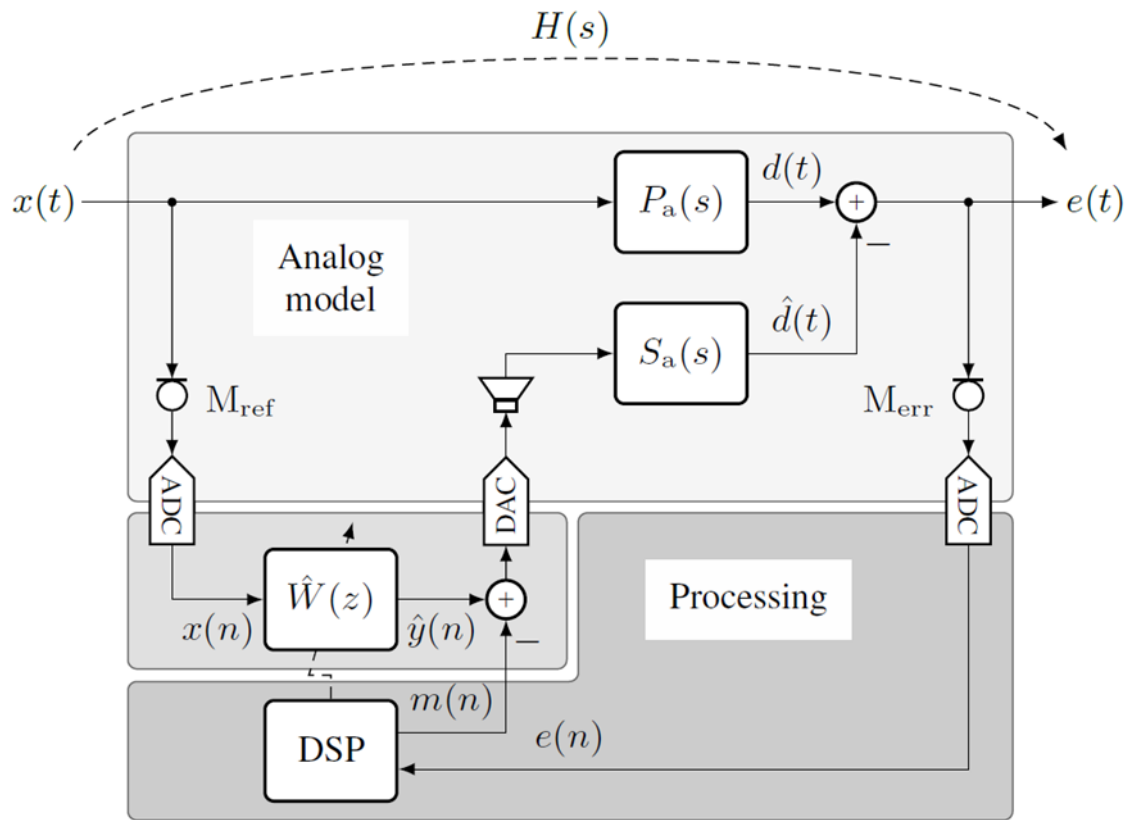 H(s)
x(t)
P_a(s)
d(t)
+
−
e(t)
Analog
model
S_a(s)
d̂(t)
M_ref
M_err
ADC
DAC
ADC
Ŵ(z)
x(n)
ŷ(n)
+
−
Processing
m(n)
DSP
e(n)